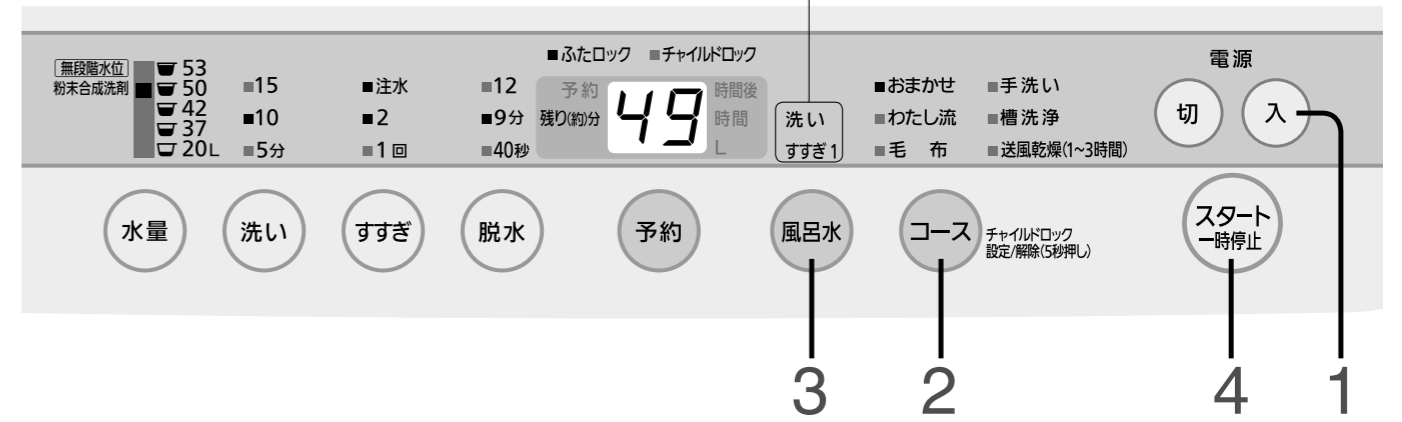 ■ふたロック ■チャイルドロック
電源
無段階水位
粉末合成洗剤
53
50
42
37
20L
■15
■10
■5分
■注水
■2
■1回
■12
■9分
■40秒
予約
残り(約)分
49
時間後
時間
L
洗い
すすぎ1
■おまかせ
■わたし流
■毛 布
■手洗い
■槽洗浄
■送風乾燥(1~3時間)
切
入
水量
洗い
すすぎ
脱水
予約
風呂水
コース
チャイルドロック
設定/解除(5秒押し)
スタート
一時停止
3
2
4
1